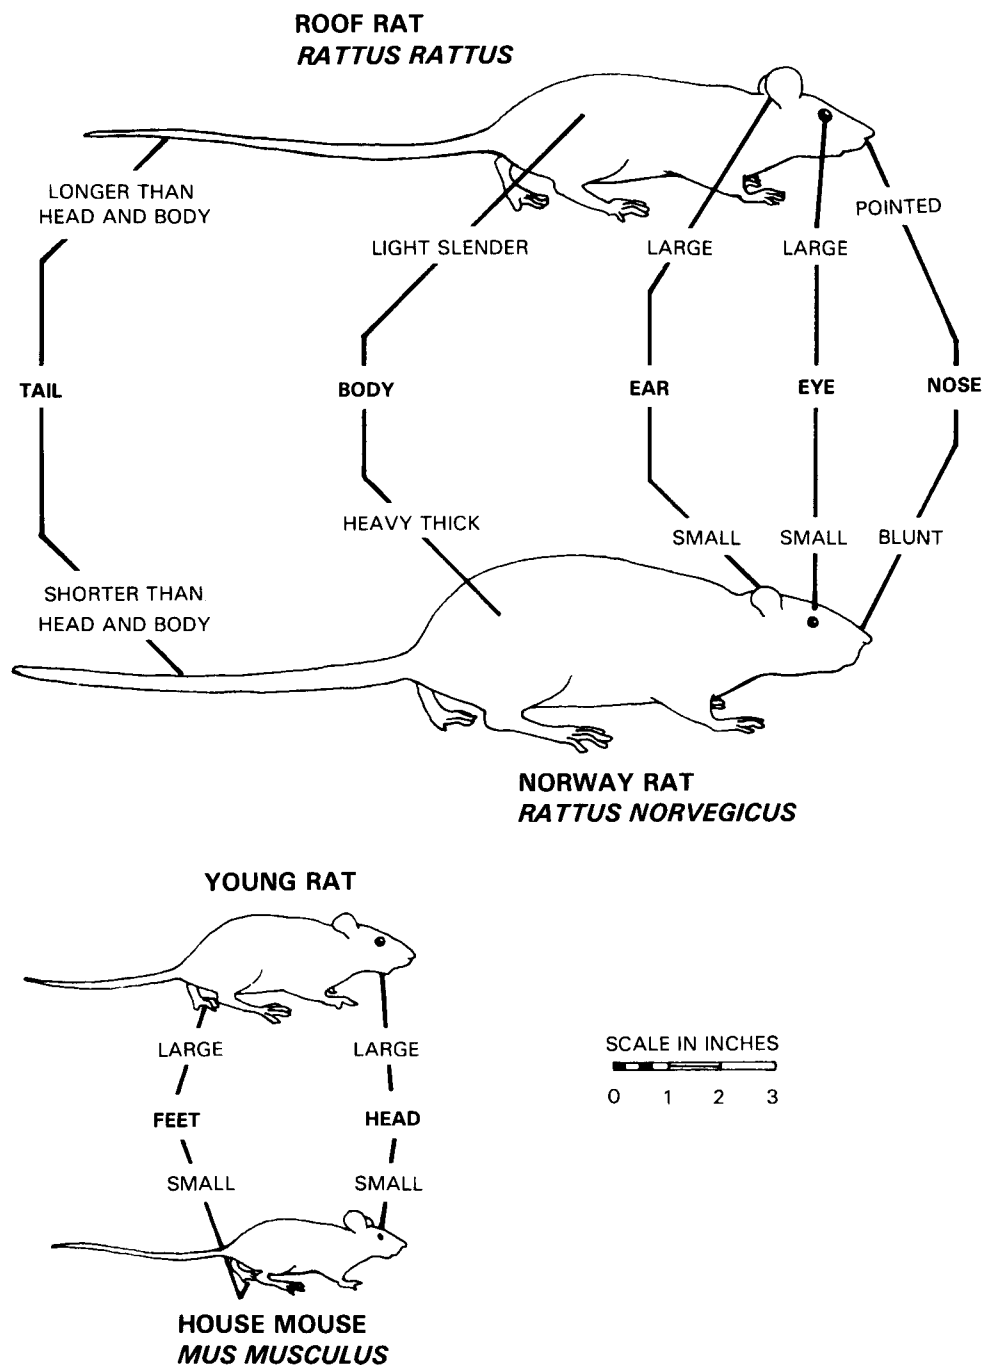 ROOF RAT
RATTUS RATTUS
LONGER THAN
HEAD AND BODY
LIGHT SLENDER
LARGE
LARGE
POINTED
TAIL
BODY
EAR
EYE
NOSE
HEAVY THICK
SMALL
SMALL
BLUNT
SHORTER THAN
HEAD AND BODY
NORWAY RAT
RATTUS NORVEGICUS
YOUNG RAT
LARGE
LARGE
FEET
HEAD
SMALL
SMALL
HOUSE MOUSE
MUS MUSCULUS
SCALE IN INCHES
0 1 2 3